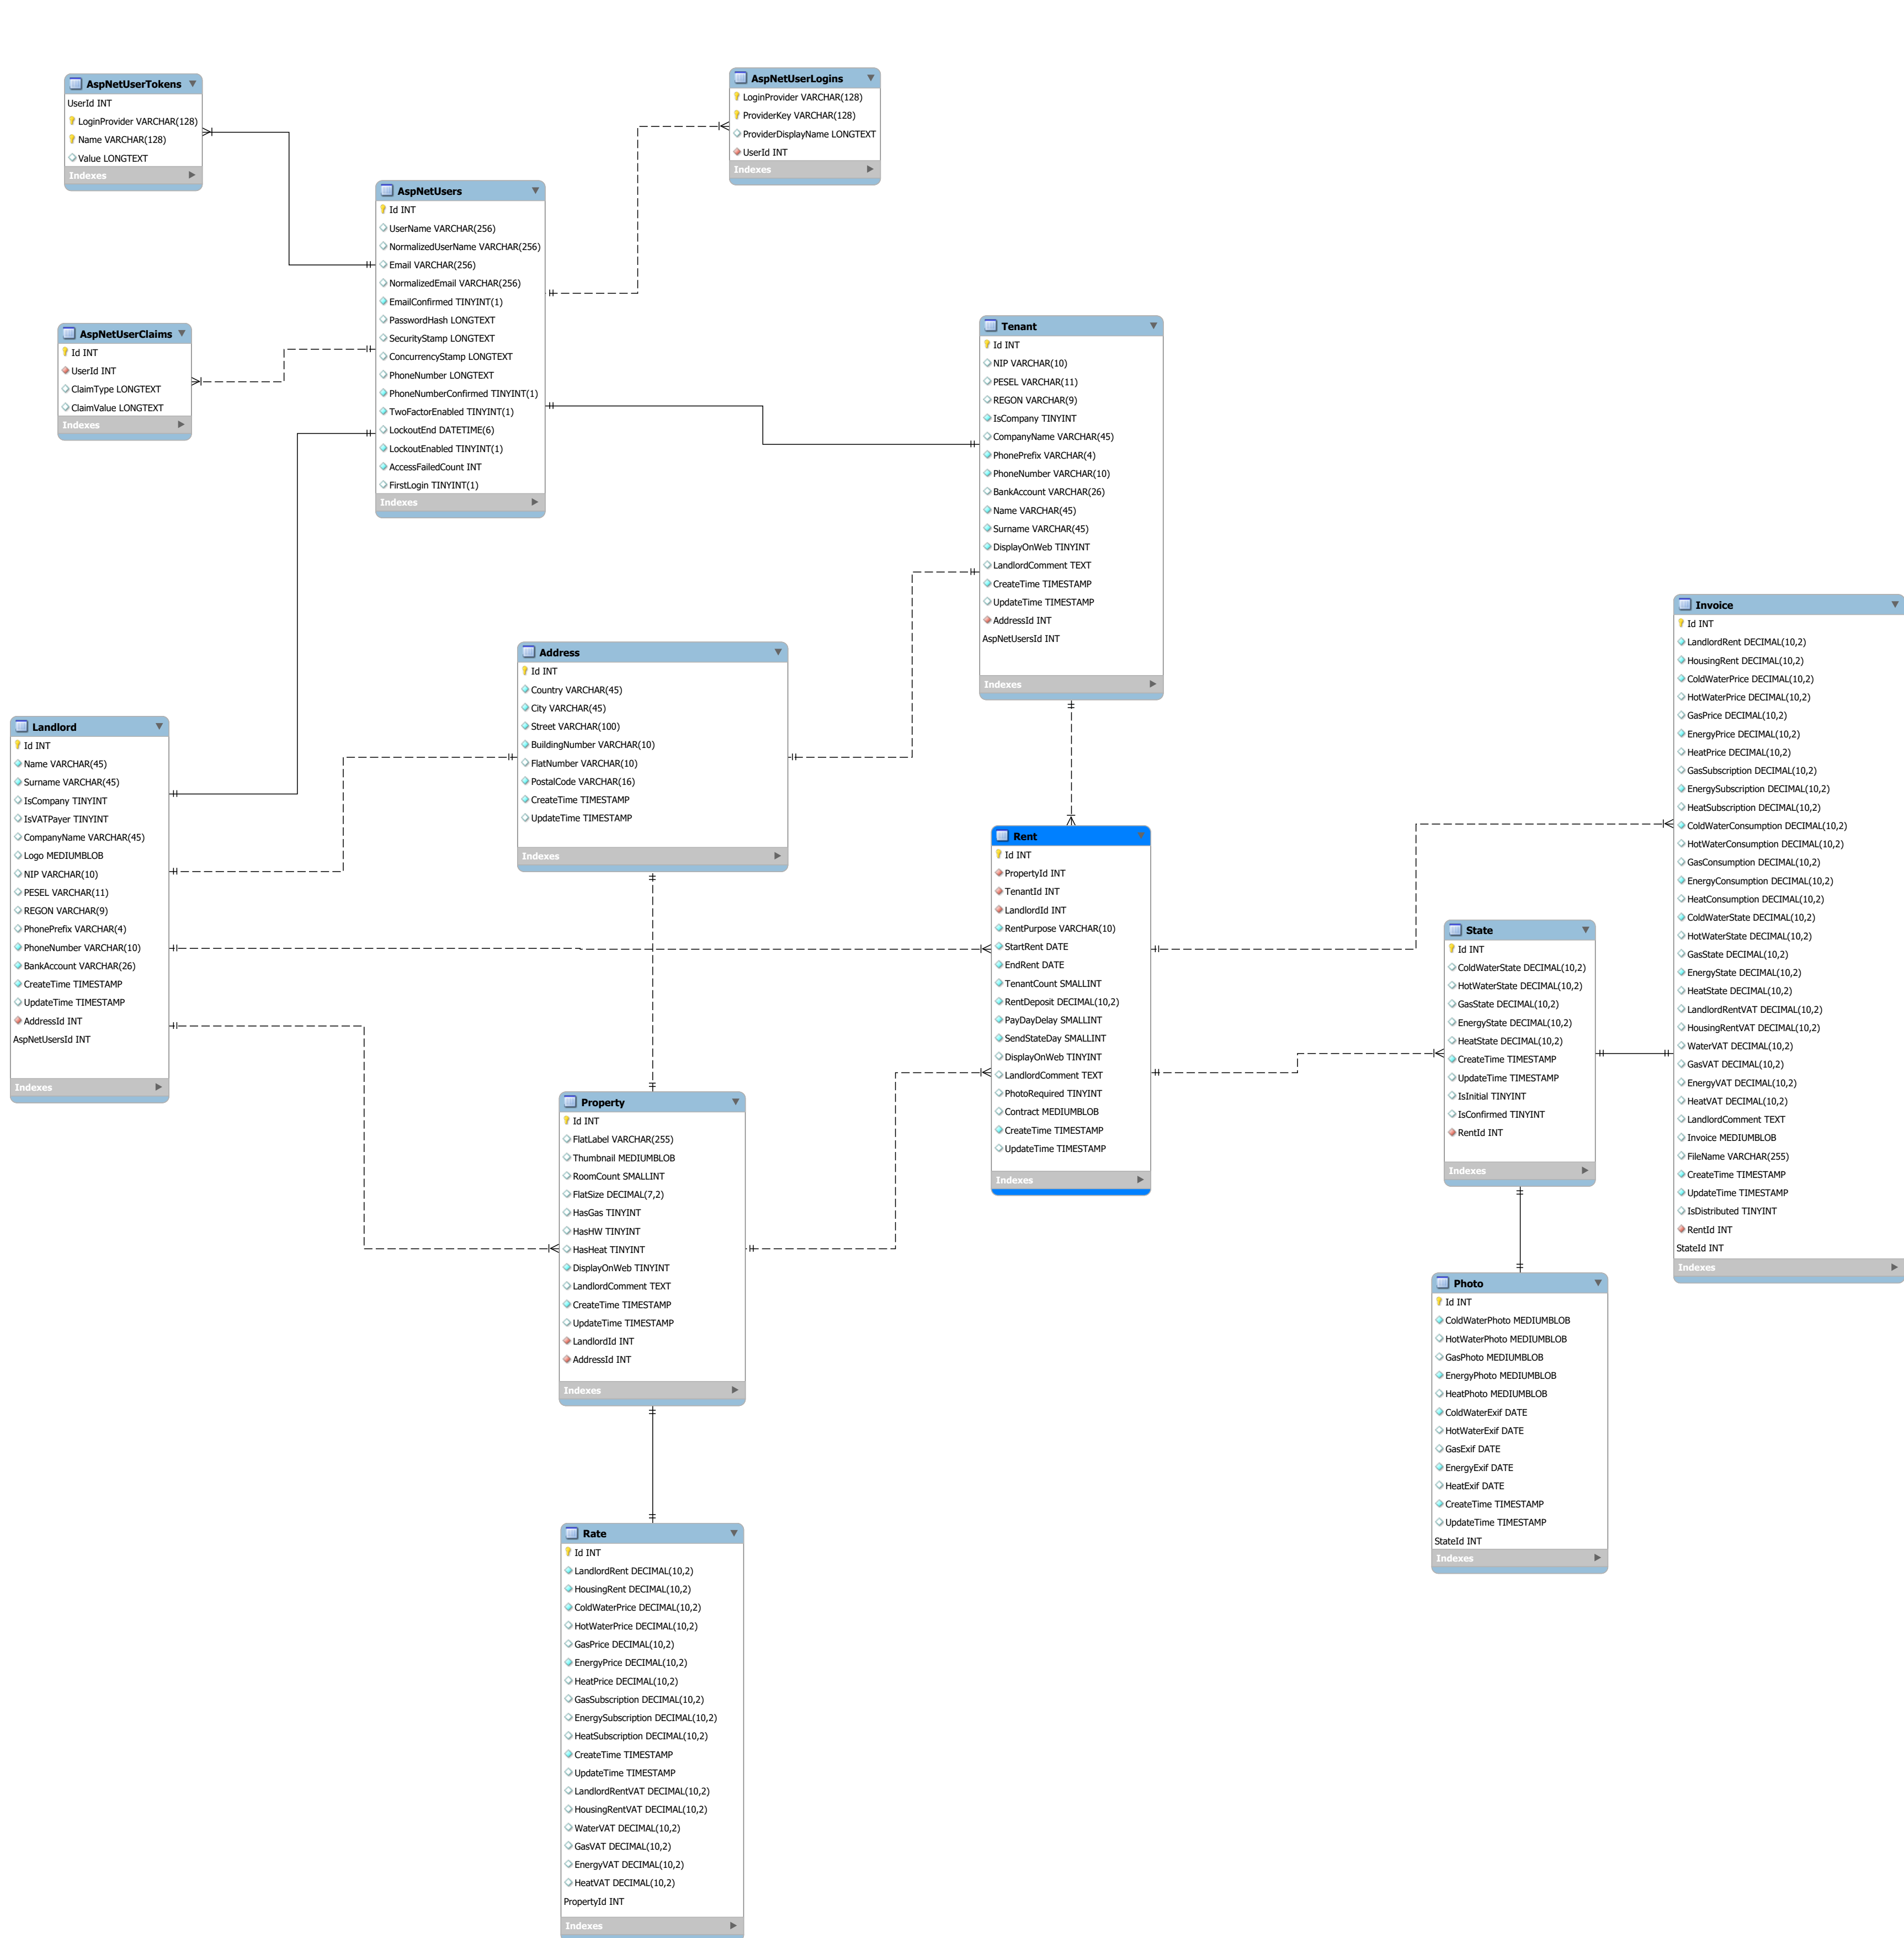 AspNetUserTokens
UserId INT
LoginProvider VARCHAR(128)
Name VARCHAR(128)
Value LONGTEXT
Indexes
AspNetUserLogins
LoginProvider VARCHAR(128)
ProviderKey VARCHAR(128)
ProviderDisplayName LONGTEXT
UserId INT
Indexes
AspNetUsers
Id INT
UserName VARCHAR(256)
NormalizedUserName VARCHAR(256)
Email VARCHAR(256)
NormalizedEmail VARCHAR(256)
EmailConfirmed TINYINT(1)
PasswordHash LONGTEXT
SecurityStamp LONGTEXT
ConcurrencyStamp LONGTEXT
PhoneNumber LONGTEXT
PhoneNumberConfirmed TINYINT(1)
TwoFactorEnabled TINYINT(1)
LockoutEnd DATETIME(6)
LockoutEnabled TINYINT(1)
AccessFailedCount INT
FirstLogin TINYINT(1)
Indexes
AspNetUserClaims
Id INT
UserId INT
ClaimType LONGTEXT
ClaimValue LONGTEXT
Indexes
Tenant
Id INT
NIP VARCHAR(10)
PESEL VARCHAR(11)
REGON VARCHAR(9)
IsCompany TINYINT
CompanyName VARCHAR(45)
PhonePrefix VARCHAR(4)
PhoneNumber VARCHAR(10)
BankAccount VARCHAR(26)
Name VARCHAR(45)
Surname VARCHAR(45)
DisplayOnWeb TINYINT
LandlordComment TEXT
CreateTime TIMESTAMP
UpdateTime TIMESTAMP
AddressId INT
AspNetUsersId INT
Indexes
Address
Id INT
Country VARCHAR(45)
City VARCHAR(45)
Street VARCHAR(100)
BuildingNumber VARCHAR(10)
FlatNumber VARCHAR(10)
PostalCode VARCHAR(16)
CreateTime TIMESTAMP
UpdateTime TIMESTAMP
Indexes
Landlord
Id INT
Name VARCHAR(45)
Surname VARCHAR(45)
IsCompany TINYINT
IsVATPayer TINYINT
CompanyName VARCHAR(45)
Logo MEDIUMBLOB
NIP VARCHAR(10)
PESEL VARCHAR(11)
REGON VARCHAR(9)
PhonePrefix VARCHAR(4)
PhoneNumber VARCHAR(10)
BankAccount VARCHAR(26)
CreateTime TIMESTAMP
UpdateTime TIMESTAMP
AddressId INT
AspNetUsersId INT
Indexes
Rent
Id INT
PropertyId INT
TenantId INT
LandlordId INT
RentPurpose VARCHAR(10)
StartRent DATE
EndRent DATE
TenantCount SMALLINT
RentDeposit DECIMAL(10,2)
PayDayDelay SMALLINT
SendStateDay SMALLINT
DisplayOnWeb TINYINT
LandlordComment TEXT
PhotoRequired TINYINT
Contract MEDIUMBLOB
CreateTime TIMESTAMP
UpdateTime TIMESTAMP
Indexes
Invoice
Id INT
LandlordRent DECIMAL(10,2)
HousingRent DECIMAL(10,2)
ColdWaterPrice DECIMAL(10,2)
HotWaterPrice DECIMAL(10,2)
GasPrice DECIMAL(10,2)
EnergyPrice DECIMAL(10,2)
HeatPrice DECIMAL(10,2)
GasSubscription DECIMAL(10,2)
EnergySubscription DECIMAL(10,2)
HeatSubscription DECIMAL(10,2)
ColdWaterConsumption DECIMAL(10,2)
HotWaterConsumption DECIMAL(10,2)
GasConsumption DECIMAL(10,2)
EnergyConsumption DECIMAL(10,2)
HeatConsumption DECIMAL(10,2)
ColdWaterState DECIMAL(10,2)
HotWaterState DECIMAL(10,2)
GasState DECIMAL(10,2)
EnergyState DECIMAL(10,2)
HeatState DECIMAL(10,2)
LandlordRentVAT DECIMAL(10,2)
HousingRentVAT DECIMAL(10,2)
WaterVAT DECIMAL(10,2)
GasVAT DECIMAL(10,2)
EnergyVAT DECIMAL(10,2)
HeatVAT DECIMAL(10,2)
LandlordComment TEXT
Invoice MEDIUMBLOB
FileName VARCHAR(255)
CreateTime TIMESTAMP
UpdateTime TIMESTAMP
IsDistributed TINYINT
RentId INT
StateId INT
Indexes
State
Id INT
ColdWaterState DECIMAL(10,2)
HotWaterState DECIMAL(10,2)
GasState DECIMAL(10,2)
EnergyState DECIMAL(10,2)
HeatState DECIMAL(10,2)
CreateTime TIMESTAMP
UpdateTime TIMESTAMP
IsInitial TINYINT
IsConfirmed TINYINT
RentId INT
Indexes
Property
Id INT
FlatLabel VARCHAR(255)
Thumbnail MEDIUMBLOB
RoomCount SMALLINT
FlatSize DECIMAL(7,2)
HasGas TINYINT
HasHW TINYINT
HasHeat TINYINT
DisplayOnWeb TINYINT
LandlordComment TEXT
CreateTime TIMESTAMP
UpdateTime TIMESTAMP
LandlordId INT
AddressId INT
Indexes
Photo
Id INT
ColdWaterPhoto MEDIUMBLOB
HotWaterPhoto MEDIUMBLOB
GasPhoto MEDIUMBLOB
EnergyPhoto MEDIUMBLOB
HeatPhoto MEDIUMBLOB
ColdWaterExif DATE
HotWaterExif DATE
GasExif DATE
EnergyExif DATE
HeatExif DATE
CreateTime TIMESTAMP
UpdateTime TIMESTAMP
StateId INT
Indexes
Rate
Id INT
LandlordRent DECIMAL(10,2)
HousingRent DECIMAL(10,2)
ColdWaterPrice DECIMAL(10,2)
HotWaterPrice DECIMAL(10,2)
GasPrice DECIMAL(10,2)
EnergyPrice DECIMAL(10,2)
HeatPrice DECIMAL(10,2)
GasSubscription DECIMAL(10,2)
EnergySubscription DECIMAL(10,2)
HeatSubscription DECIMAL(10,2)
CreateTime TIMESTAMP
UpdateTime TIMESTAMP
LandlordRentVAT DECIMAL(10,2)
HousingRentVAT DECIMAL(10,2)
WaterVAT DECIMAL(10,2)
GasVAT DECIMAL(10,2)
EnergyVAT DECIMAL(10,2)
HeatVAT DECIMAL(10,2)
PropertyId INT
Indexes